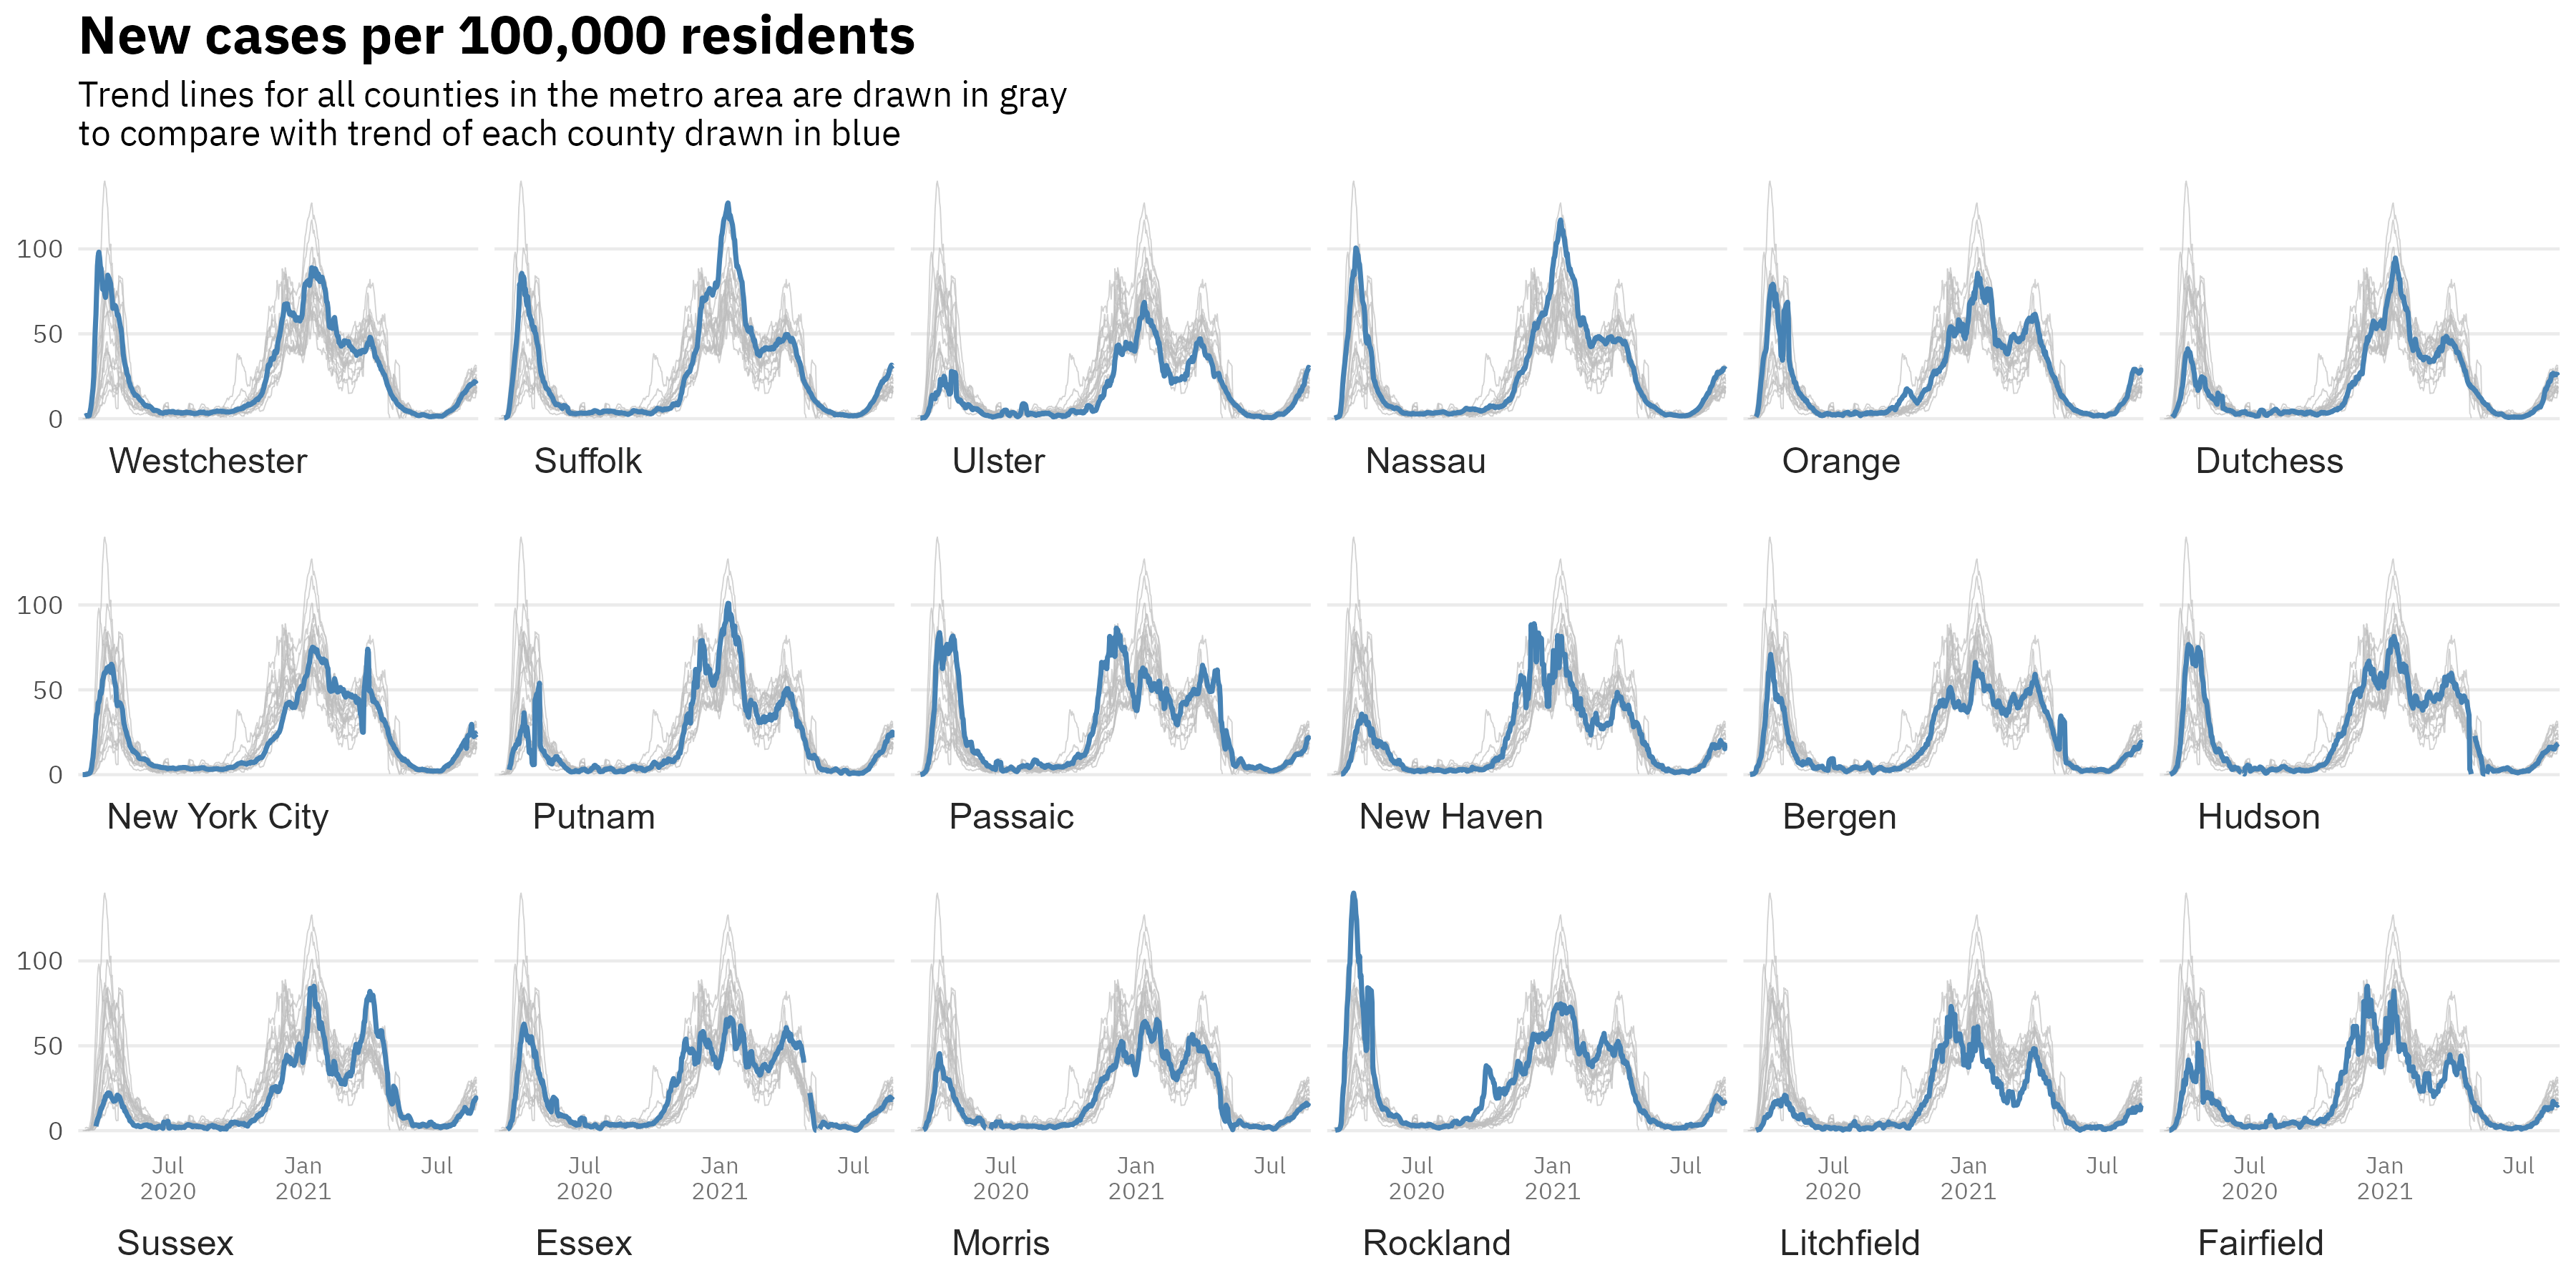 New cases per 100,000 residents
Trend lines for all counties in the metro area are drawn in gray
to compare with trend of each county drawn in blue
100
50
0
Westchester Suffolk Ulster Nassau Orange Dutchess
100
50
0
New York City Putnam Passaic New Haven Bergen Hudson
100
50
0
Jul Jan Jul Jul Jan Jul Jul Jan Jul Jul Jan Jul Jul Jan Jul Jul Jan Jul
2020 2021 2020 2021 2020 2021 2020 2021 2020 2021 2020 2021
Sussex Essex Morris Rockland Litchfield Fairfield